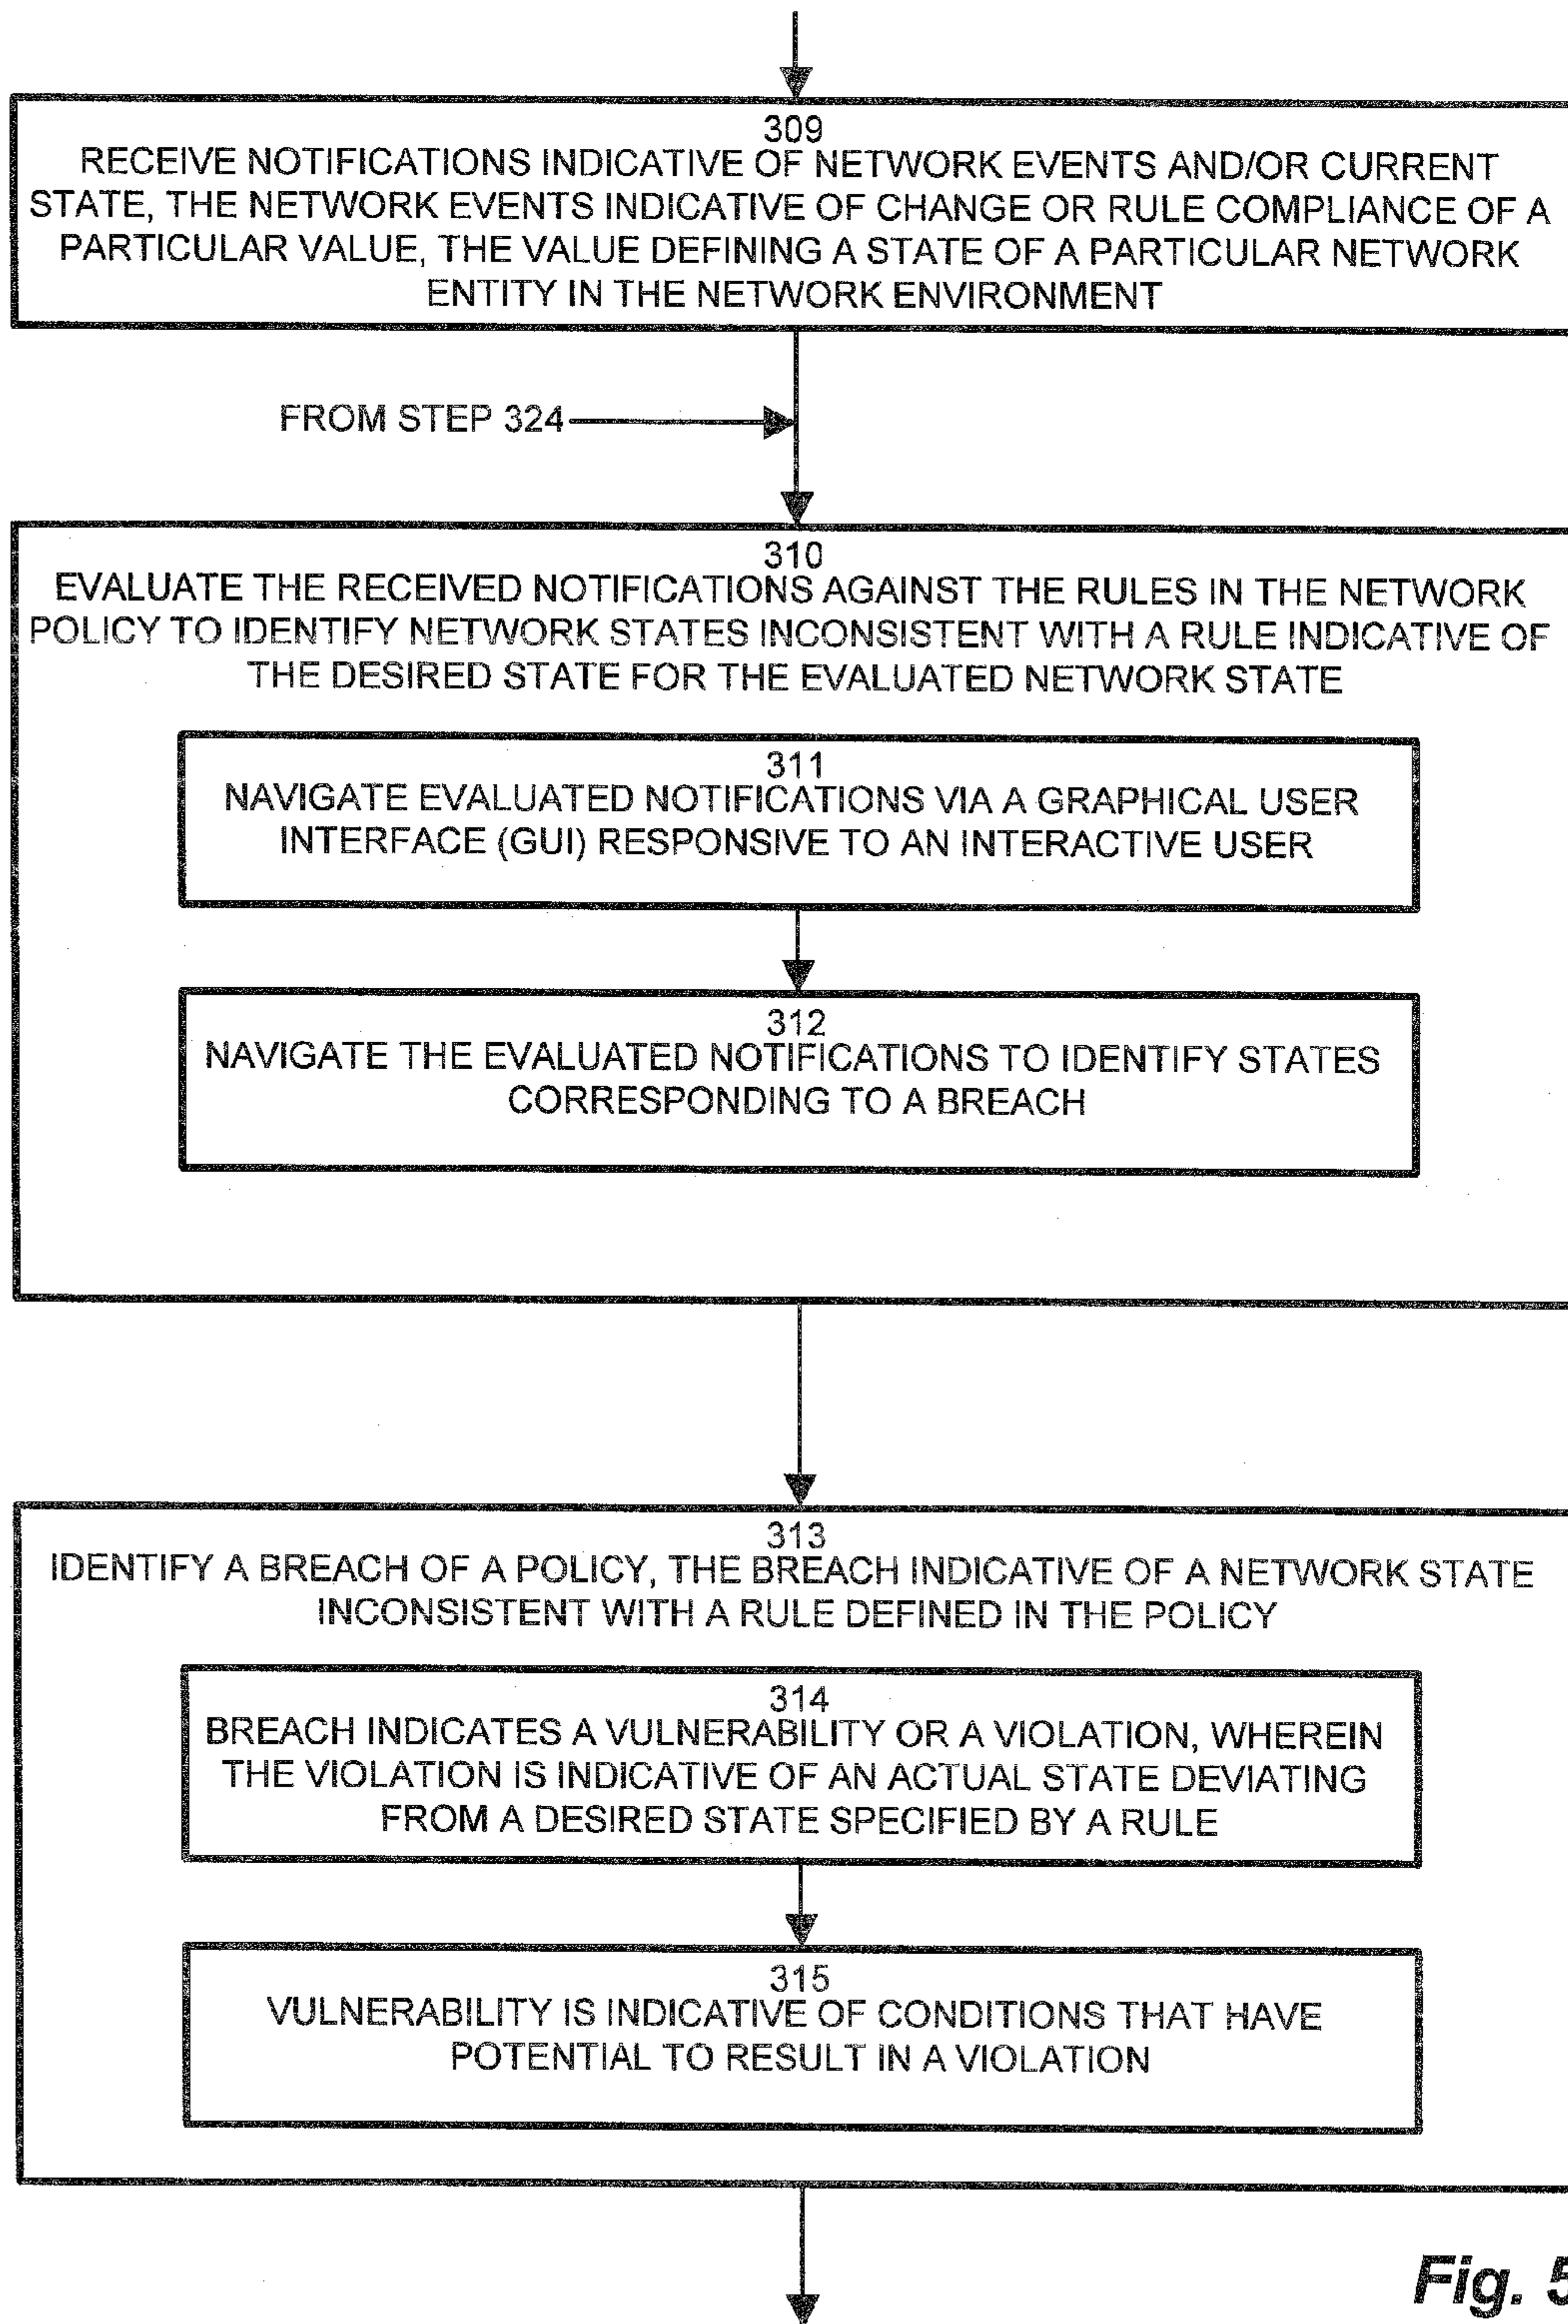 309
RECEIVE NOTIFICATIONS INDICATIVE OF NETWORK EVENTS AND/OR CURRENT
STATE, THE NETWORK EVENTS INDICATIVE OF CHANGE OR RULE COMPLIANCE OF A
PARTICULAR VALUE, THE VALUE DEFINING A STATE OF A PARTICULAR NETWORK
ENTITY IN THE NETWORK ENVIRONMENT
FROM STEP 324
310
EVALUATE THE RECEIVED NOTIFICATIONS AGAINST THE RULES IN THE NETWORK
POLICY TO IDENTIFY NETWORK STATES INCONSISTENT WITH A RULE INDICATIVE OF
THE DESIRED STATE FOR THE EVALUATED NETWORK STATE
311
NAVIGATE EVALUATED NOTIFICATIONS VIA A GRAPHICAL USER
INTERFACE (GUI) RESPONSIVE TO AN INTERACTIVE USER
312
NAVIGATE THE EVALUATED NOTIFICATIONS TO IDENTIFY STATES
CORRESPONDING TO A BREACH
313
IDENTIFY A BREACH OF A POLICY, THE BREACH INDICATIVE OF A NETWORK STATE
INCONSISTENT WITH A RULE DEFINED IN THE POLICY
314
BREACH INDICATES A VULNERABILITY OR A VIOLATION, WHEREIN
THE VIOLATION IS INDICATIVE OF AN ACTUAL STATE DEVIATING
FROM A DESIRED STATE SPECIFIED BY A RULE
315
VULNERABILITY IS INDICATIVE OF CONDITIONS THAT HAVE
POTENTIAL TO RESULT IN A VIOLATION
Fig. 5